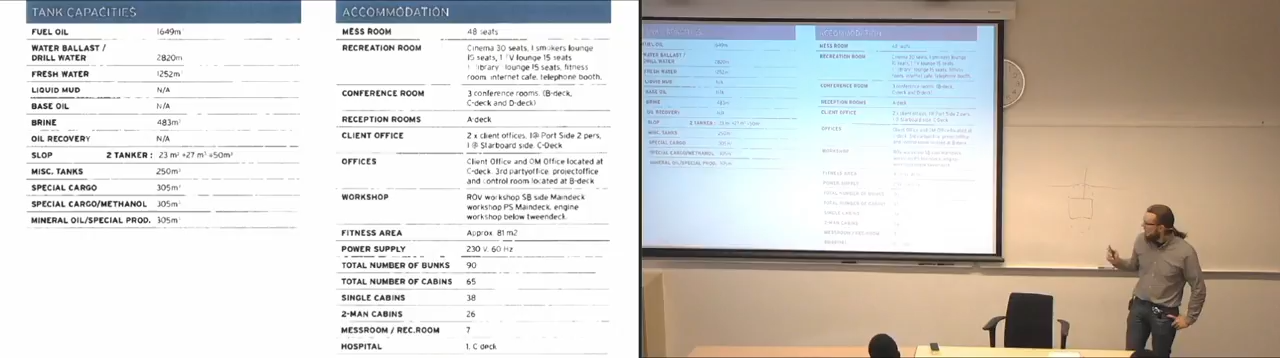 TANK CAPACITIES
FUEL OIL 1649m³
WATER BALLAST /
DRILL WATER 2820m³
FRESH WATER 1252m³
LIQUID MUD N/A
BASE OIL N/A
BRINE 483m³
OIL RECOVERY N/A
SLOP 2 TANKER : 23 m³ +27 m³ +50m³
MISC. TANKS 250m³
SPECIAL CARGO 305m³
SPECIAL CARGO/METHANOL 305m³
MINERAL OIL/SPECIAL PROD. 305m³
ACCOMMODATION
MESS ROOM 48 seats
RECREATION ROOM Cinema 30 seats, 1 smokers lounge
15 seats, 1 TV lounge 15 seats
1 library lounge 15 seats, fitness
room, internet cafe, telephone booth.
CONFERENCE ROOM 3 conference rooms. (B-deck,
C-deck and D-deck)
RECEPTION ROOMS A-deck
CLIENT OFFICE 2 x client offices, 1@ Port Side 2 pers,
1 @ Starboard side, C-Deck
OFFICES Client Office and OM Office located at
C-deck. 3rd partyoffice, projectoffice
and control room located at B-deck
WORKSHOP ROV workshop SB side Maindeck
workshop PS Maindeck, engine
workshop below tweendeck.
FITNESS AREA Approx. 81 m2
POWER SUPPLY 230 V, 60 Hz
TOTAL NUMBER OF BUNKS 90
TOTAL NUMBER OF CABINS 65
SINGLE CABINS 38
2-MAN CABINS 26
MESSROOM / REC.ROOM 7
HOSPITAL 1, C deck